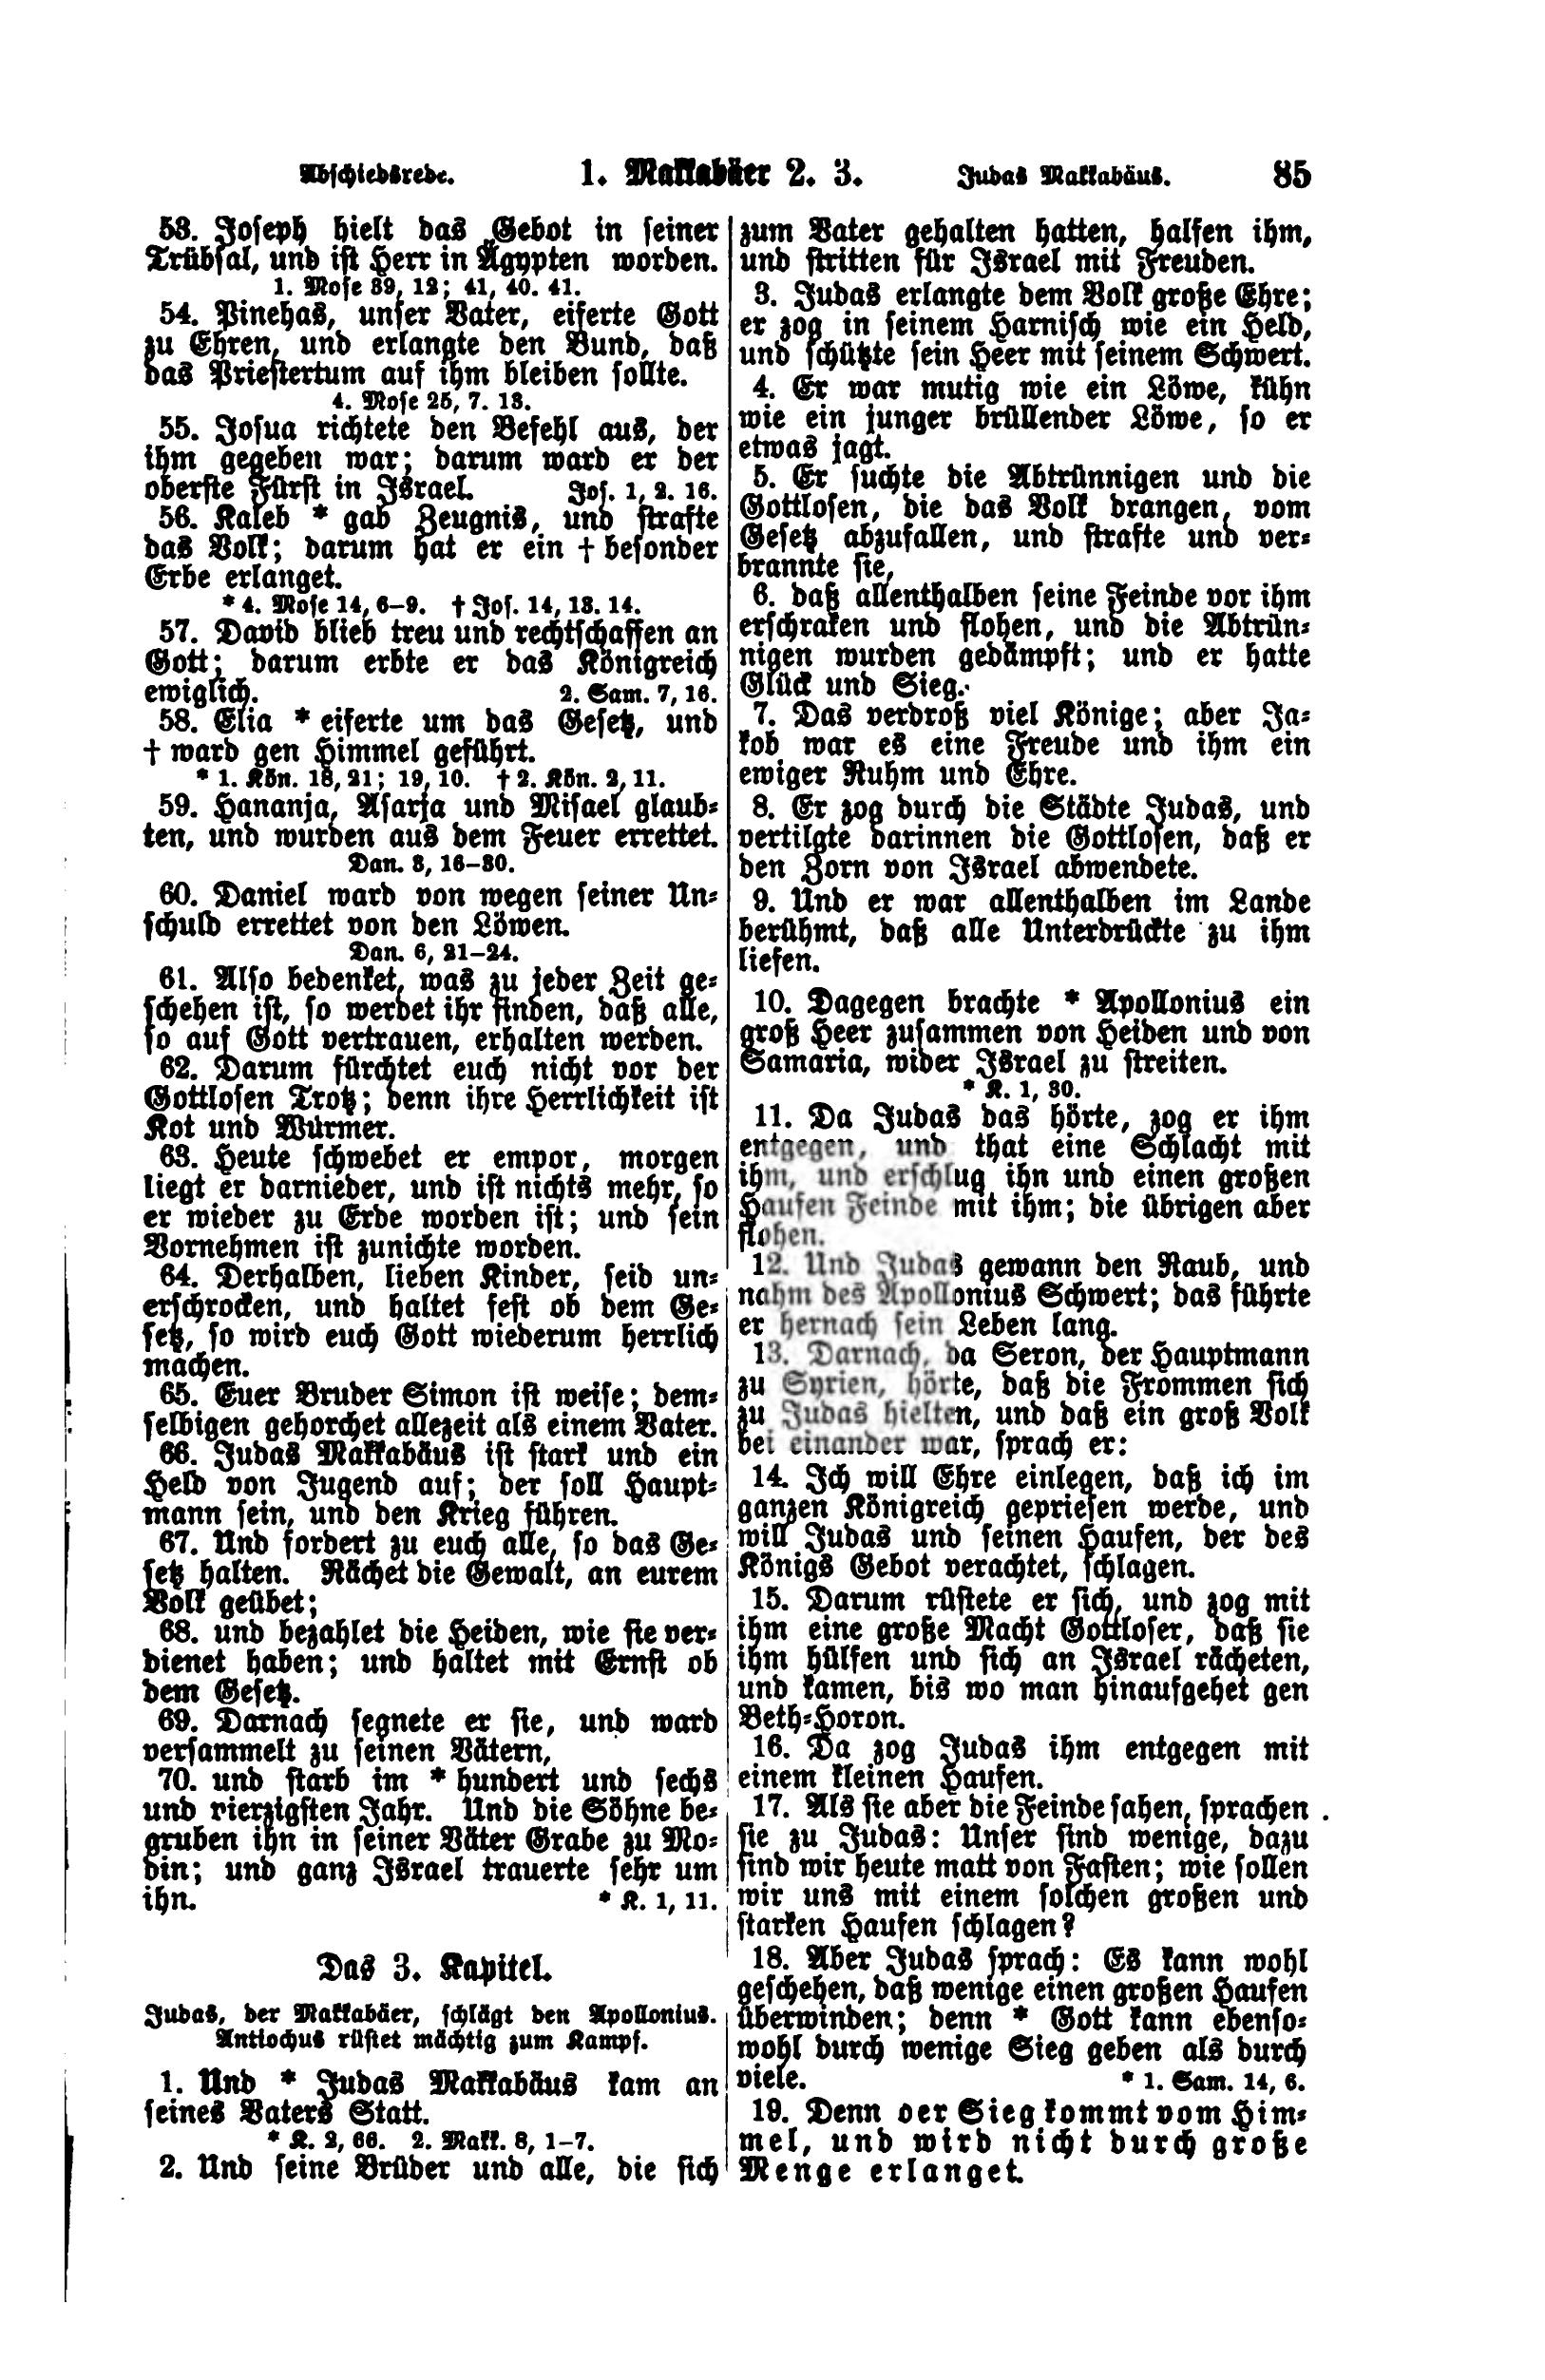 Abschiedsrede. 1. Makkabäer 2. 3. Judas Makkabäus. 85
53. Joseph hielt das Gebot in seiner
Trübsal, und ist Herr in Ägypten worden.
1. Mose 39, 12; 41, 40. 41.
54. Pinehas, unser Vater, eiferte Gott
zu Ehren, und erlangte den Bund, daß
das Priestertum auf ihm bleiben sollte.
4. Mose 25, 7. 13.
55. Josua richtete den Befehl aus, der
ihm gegeben war; darum ward er der
oberste Fürst in Israel. Jos. 1, 2. 16.
56. Kaleb * gab Zeugnis, und strafte
das Volk; darum hat er ein † besonder
Erbe erlanget.
* 4. Mose 14, 6–9. † Jos. 14, 13. 14.
57. David blieb treu und rechtschaffen an
Gott; darum erbte er das Königreich
ewiglich. 2. Sam. 7, 16.
58. Elia * eiferte um das Gesetz, und
† ward gen Himmel geführt.
* 1. Kön. 18, 21; 19, 10. † 2. Kön. 2, 11.
59. Hananja, Asarja und Misael glaub-
ten, und wurden aus dem Feuer errettet.
Dan. 3, 16–30.
60. Daniel ward von wegen seiner Un-
schuld errettet von den Löwen.
Dan. 6, 21–24.
61. Also bedenket, was zu jeder Zeit ge-
schehen ist, so werdet ihr finden, daß alle,
so auf Gott vertrauen, erhalten werden.
62. Darum fürchtet euch nicht vor der
Gottlosen Trotz; denn ihre Herrlichkeit ist
Kot und Würmer.
63. Heute schwebet er empor, morgen
liegt er darnieder, und ist nichts mehr, so
er wieder zu Erde worden ist; und sein
Vornehmen ist zunichte worden.
64. Derhalben, lieben Kinder, seid un-
erschrocken, und haltet fest ob dem Ge-
setz, so wird euch Gott wiederum herrlich
machen.
65. Euer Bruder Simon ist weise; dem-
selbigen gehorchet allezeit als einem Vater.
66. Judas Makkabäus ist stark und ein
Held von Jugend auf; der soll Haupt-
mann sein, und den Krieg führen.
67. Und fordert zu euch alle, so das Ge-
setz halten. Rächet die Gewalt, an eurem
Volk geübet;
68. und bezahlet die Heiden, wie sie ver-
dienet haben; und haltet mit Ernst ob
dem Gesetz.
69. Darnach segnete er sie, und ward
versammelt zu seinen Vätern,
70. und starb im * hundert und sechs
und vierzigsten Jahr. Und die Söhne be-
gruben ihn in seiner Väter Grabe zu Mo-
din; und ganz Israel trauerte sehr um
ihn. * K. 1, 11.
Das 3. Kapitel.
Judas, der Makkabäer, schlägt den Apollonius.
Antiochus rüstet mächtig zum Kampf.
1. Und * Judas Makkabäus kam an
seines Vaters Statt.
* K. 2, 66. 2. Makk. 8, 1–7.
2. Und seine Brüder und alle, die sich
zum Vater gehalten hatten, halfen ihm,
und stritten für Israel mit Freuden.
3. Judas erlangte dem Volk große Ehre;
er zog in seinem Harnisch wie ein Held,
und schützte sein Heer mit seinem Schwert.
4. Er war mutig wie ein Löwe, kühn
wie ein junger brüllender Löwe, so er
etwas jagt.
5. Er suchte die Abtrünnigen und die
Gottlosen, die das Volk drangen, vom
Gesetz abzufallen, und strafte und ver-
brannte sie,
6. daß allenthalben seine Feinde vor ihm
erschraken und flohen, und die Abtrün-
nigen wurden gedämpft; und er hatte
Glück und Sieg.
7. Das verdroß viel Könige; aber Ja-
kob war es eine Freude und ihm ein
ewiger Ruhm und Ehre.
8. Er zog durch die Städte Judas, und
vertilgte darinnen die Gottlosen, daß er
den Zorn von Israel abwendete.
9. Und er war allenthalben im Lande
berühmt, daß alle Unterdrückte zu ihm
liefen.
10. Dagegen brachte * Apollonius ein
groß Heer zusammen von Heiden und von
Samaria, wider Israel zu streiten.
* K. 1, 30.
11. Da Judas das hörte, zog er ihm
entgegen, und that eine Schlacht mit
ihm, und erschlug ihn und einen großen
Haufen Feinde mit ihm; die übrigen aber
flohen.
12. Und Judas gewann den Raub, und
nahm des Apollonius Schwert; das führte
er hernach sein Leben lang.
13. Darnach, da Seron, der Hauptmann
zu Syrien, hörte, daß die Frommen sich
zu Judas hielten, und daß ein groß Volk
bei einander war, sprach er:
14. Ich will Ehre einlegen, daß ich im
ganzen Königreich gepriesen werde, und
will Judas und seinen Haufen, der des
Königs Gebot verachtet, schlagen.
15. Darum rüstete er sich, und zog mit
ihm eine große Macht Gottloser, daß sie
ihm hülfen und sich an Israel rächeten,
und kamen, bis wo man hinaufgehet gen
Beth-Horon.
16. Da zog Judas ihm entgegen mit
einem kleinen Haufen.
17. Als sie aber die Feinde sahen, sprachen
sie zu Judas: Unser sind wenige, dazu
sind wir heute matt von Fasten; wie sollen
wir uns mit einem solchen großen und
starken Haufen schlagen?
18. Aber Judas sprach: Es kann wohl
geschehen, daß wenige einen großen Haufen
überwinden; denn * Gott kann ebenso-
wohl durch wenige Sieg geben als durch
viele. * 1. Sam. 14, 6.
19. Denn der Sieg kommt vom Him-
mel, und wird nicht durch große
Menge erlanget.